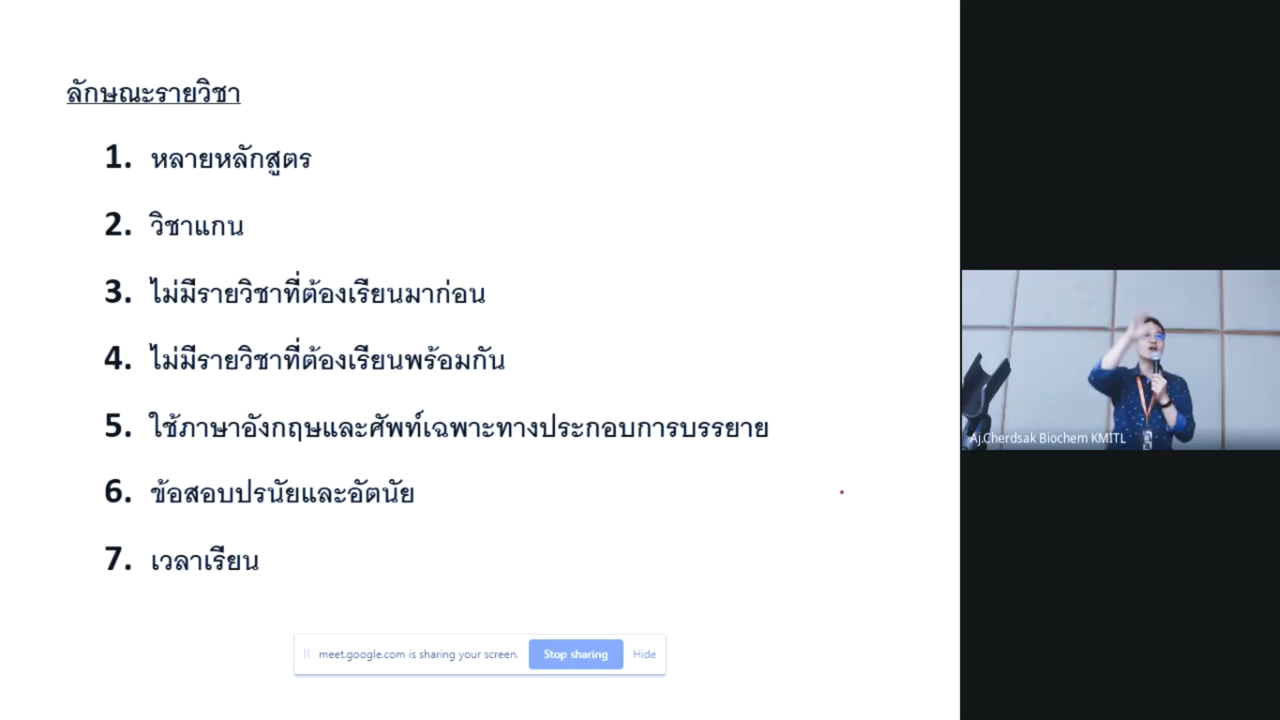 ลักษณะรายวิชา
1. หลายหลักสูตร
2. วิชาแกน
3. ไม่มีรายวิชาที่ต้องเรียนมาก่อน
4. ไม่มีรายวิชาที่ต้องเรียนพร้อมกัน
5. ใช้ภาษาอังกฤษและศัพท์เฉพาะทางประกอบการบรรยาย
6. ข้อสอบปรนัยและอัตนัย
7. เวลาเรียน
meet.google.com is sharing your screen. Stop sharing Hide
Aj.Cherdsak Biochem KMITL